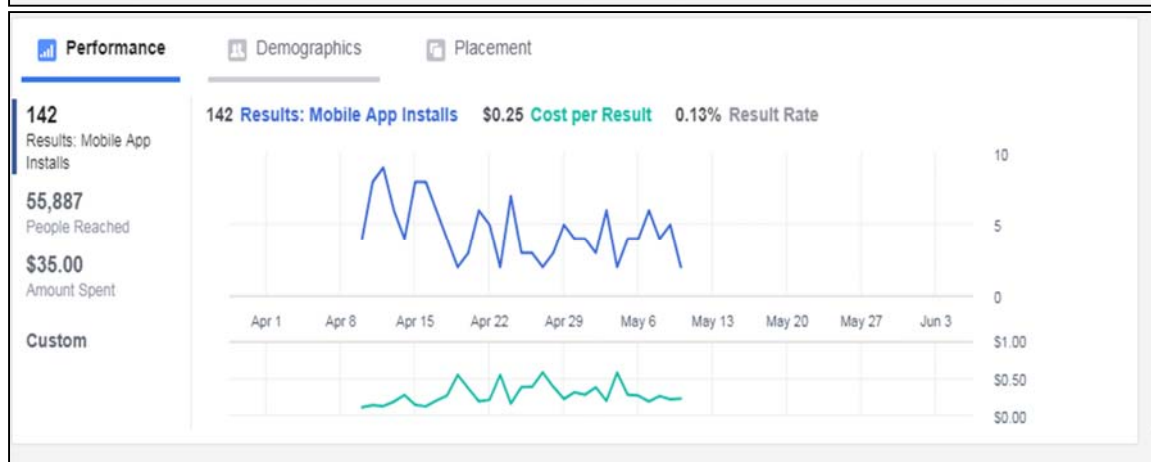 Performance Demographics Placement
142
Results: Mobile App
Installs
55,887
People Reached
$35.00
Amount Spent
Custom
142 Results: Mobile App Installs $0.25 Cost per Result 0.13% Result Rate
10
5
0
Apr 1 Apr 8 Apr 15 Apr 22 Apr 29 May 6 May 13 May 20 May 27 Jun 3
$1.00
$0.50
$0.00